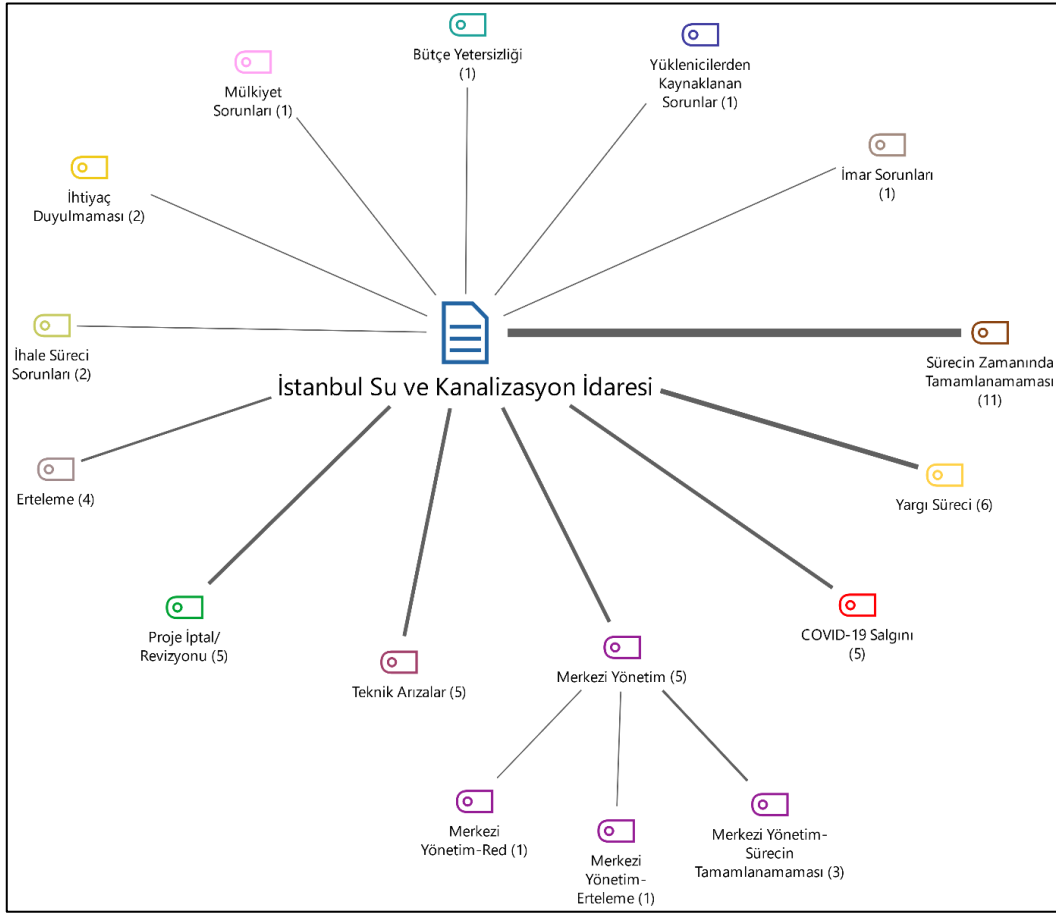 Bütçe Yetersizliği
(1)
Yüklenicilerden
Kaynaklanan
Sorunlar (1)
Mülkiyet
Sorunları (1)
İmar Sorunları
(1)
İhtiyaç
Duyulmaması (2)
İhale Süreci
Sorunları (2)
Sürecin Zamanında
Tamamlanamaması
(11)
İstanbul Su ve Kanalizasyon İdaresi
Erteleme (4)
Yargı Süreci (6)
Proje İptal/
Revizyonu (5)
COVID-19 Salgını
(5)
Teknik Arızalar (5)
Merkezi Yönetim (5)
Merkezi
Yönetim-Red (1)
Merkezi
Yönetim-
Erteleme (1)
Merkezi Yönetim-
Sürecin
Tamamlanamaması (3)